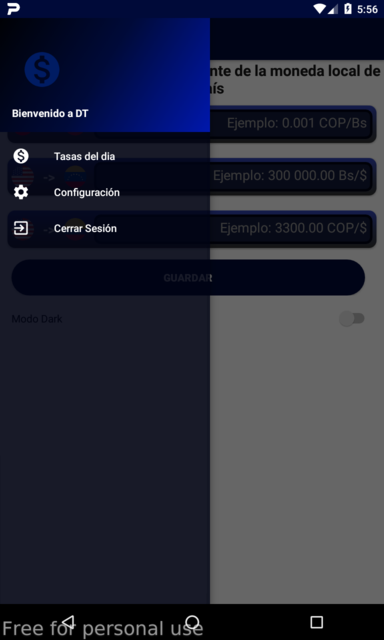 5:56
nte de la moneda local de
ís
Bienvenido a DT
Ejemplo: 0.001 COP/Bs
Tasas del dia
->
Ejemplo: 300 000.00 Bs/$
Configuración
Cerrar Sesión
Ejemplo: 3300.00 COP/$
GUARDAR
Modo Dark
Free for personal use